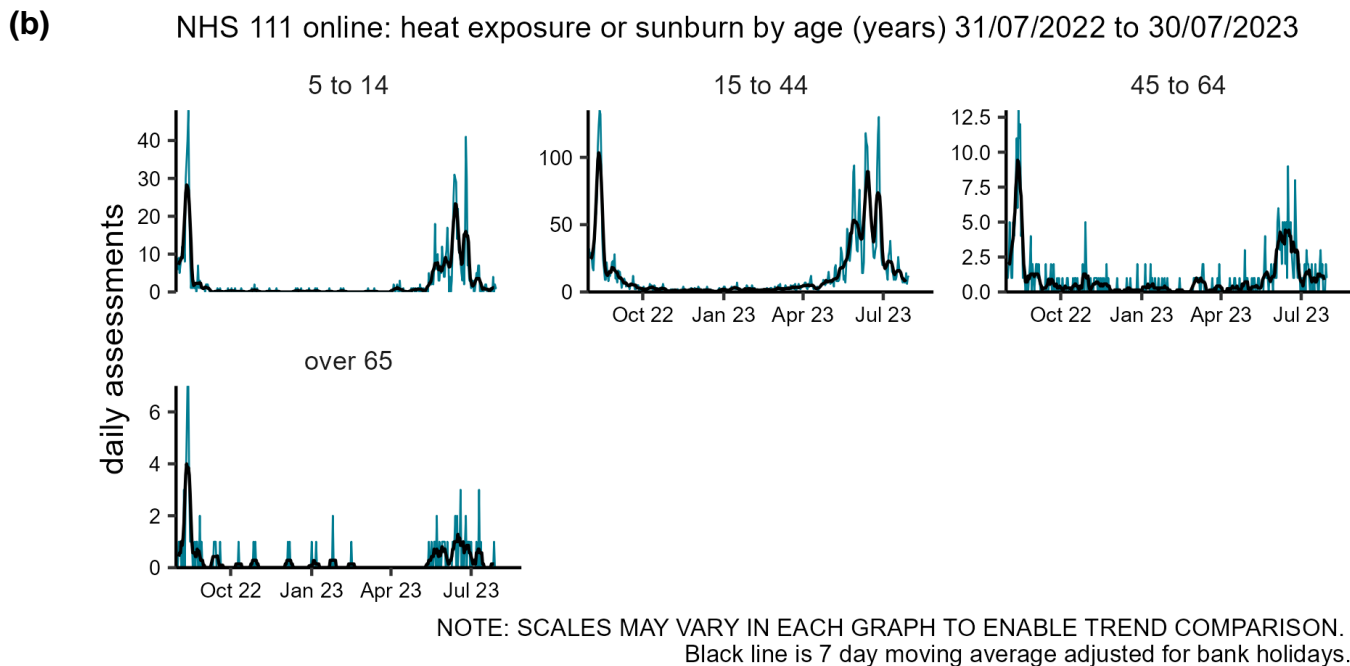 (b)
NHS 111 online: heat exposure or sunburn by age (years) 31/07/2022 to 30/07/2023
daily assessments
5 to 14
40
30
20
10
0
15 to 44
100
50
0
Oct 22 Jan 23 Apr 23 Jul 23
45 to 64
12.5
10.0
7.5
5.0
2.5
0.0
Oct 22 Jan 23 Apr 23 Jul 23
over 65
6
4
2
0
Oct 22 Jan 23 Apr 23 Jul 23
NOTE: SCALES MAY VARY IN EACH GRAPH TO ENABLE TREND COMPARISON.
Black line is 7 day moving average adjusted for bank holidays.